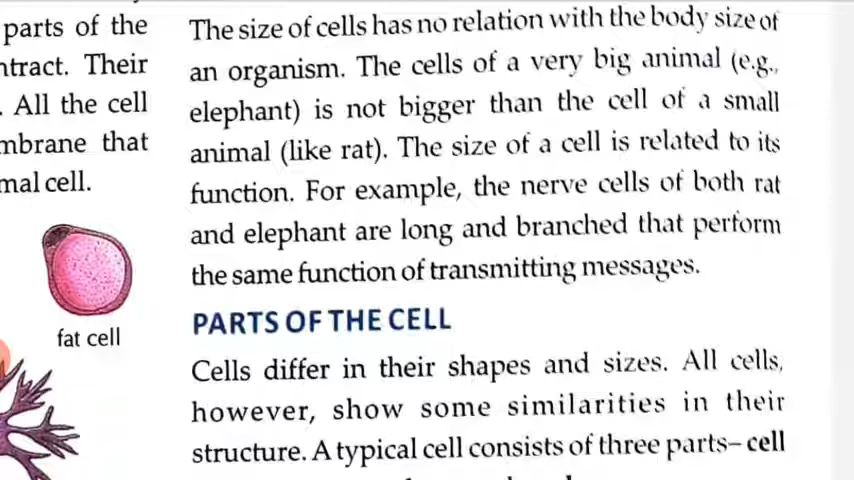 parts of the
ntract. Their
. All the cell
mbrane that
mal cell.
fat cell
The size of cells has no relation with the body size of
an organism. The cells of a very big animal (e.g.,
elephant) is not bigger than the cell of a small
animal (like rat). The size of a cell is related to its
function. For example, the nerve cells of both rat
and elephant are long and branched that perform
the same function of transmitting messages.
PARTS OF THE CELL
Cells differ in their shapes and sizes. All cells,
however, show some similarities in their
structure. A typical cell consists of three parts– cell